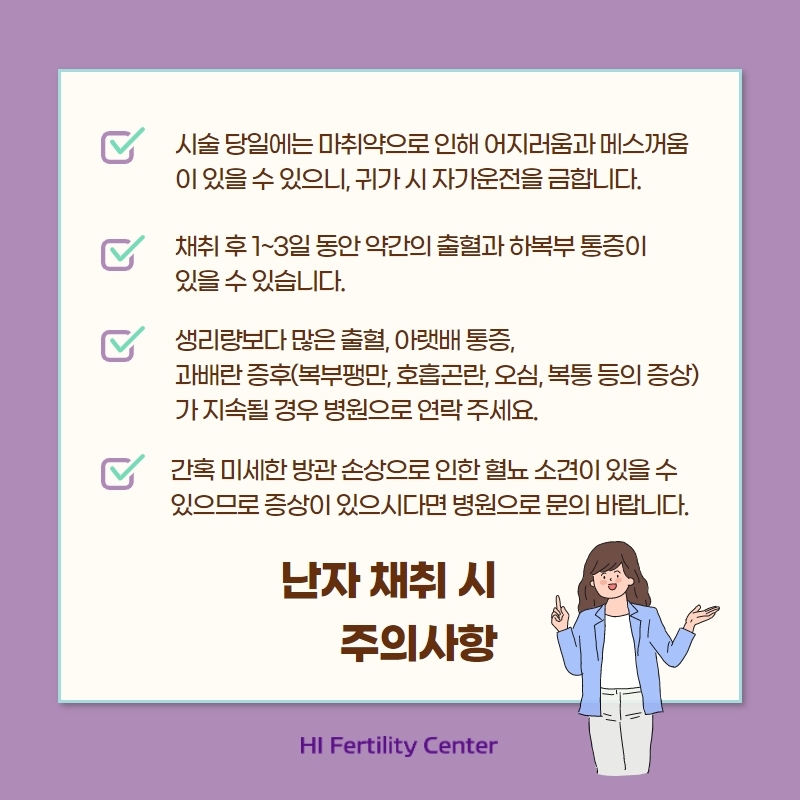 시술 당일에는 마취약으로 인해 어지러움과 메스꺼움
이 있을 수 있으니, 귀가 시 자가운전을 금합니다.
채취 후 1~3일 동안 약간의 출혈과 하복부 통증이
있을 수 있습니다.
생리량보다 많은 출혈, 아랫배 통증,
과배란 증후(복부팽만, 호흡곤란, 오심, 복통 등의 증상)
가 지속될 경우 병원으로 연락 주세요.
간혹 미세한 방관 손상으로 인한 혈뇨 소견이 있을 수
있으므로 증상이 있으시다면 병원으로 문의 바랍니다.
난자 채취 시
주의사항
HI Fertility Center